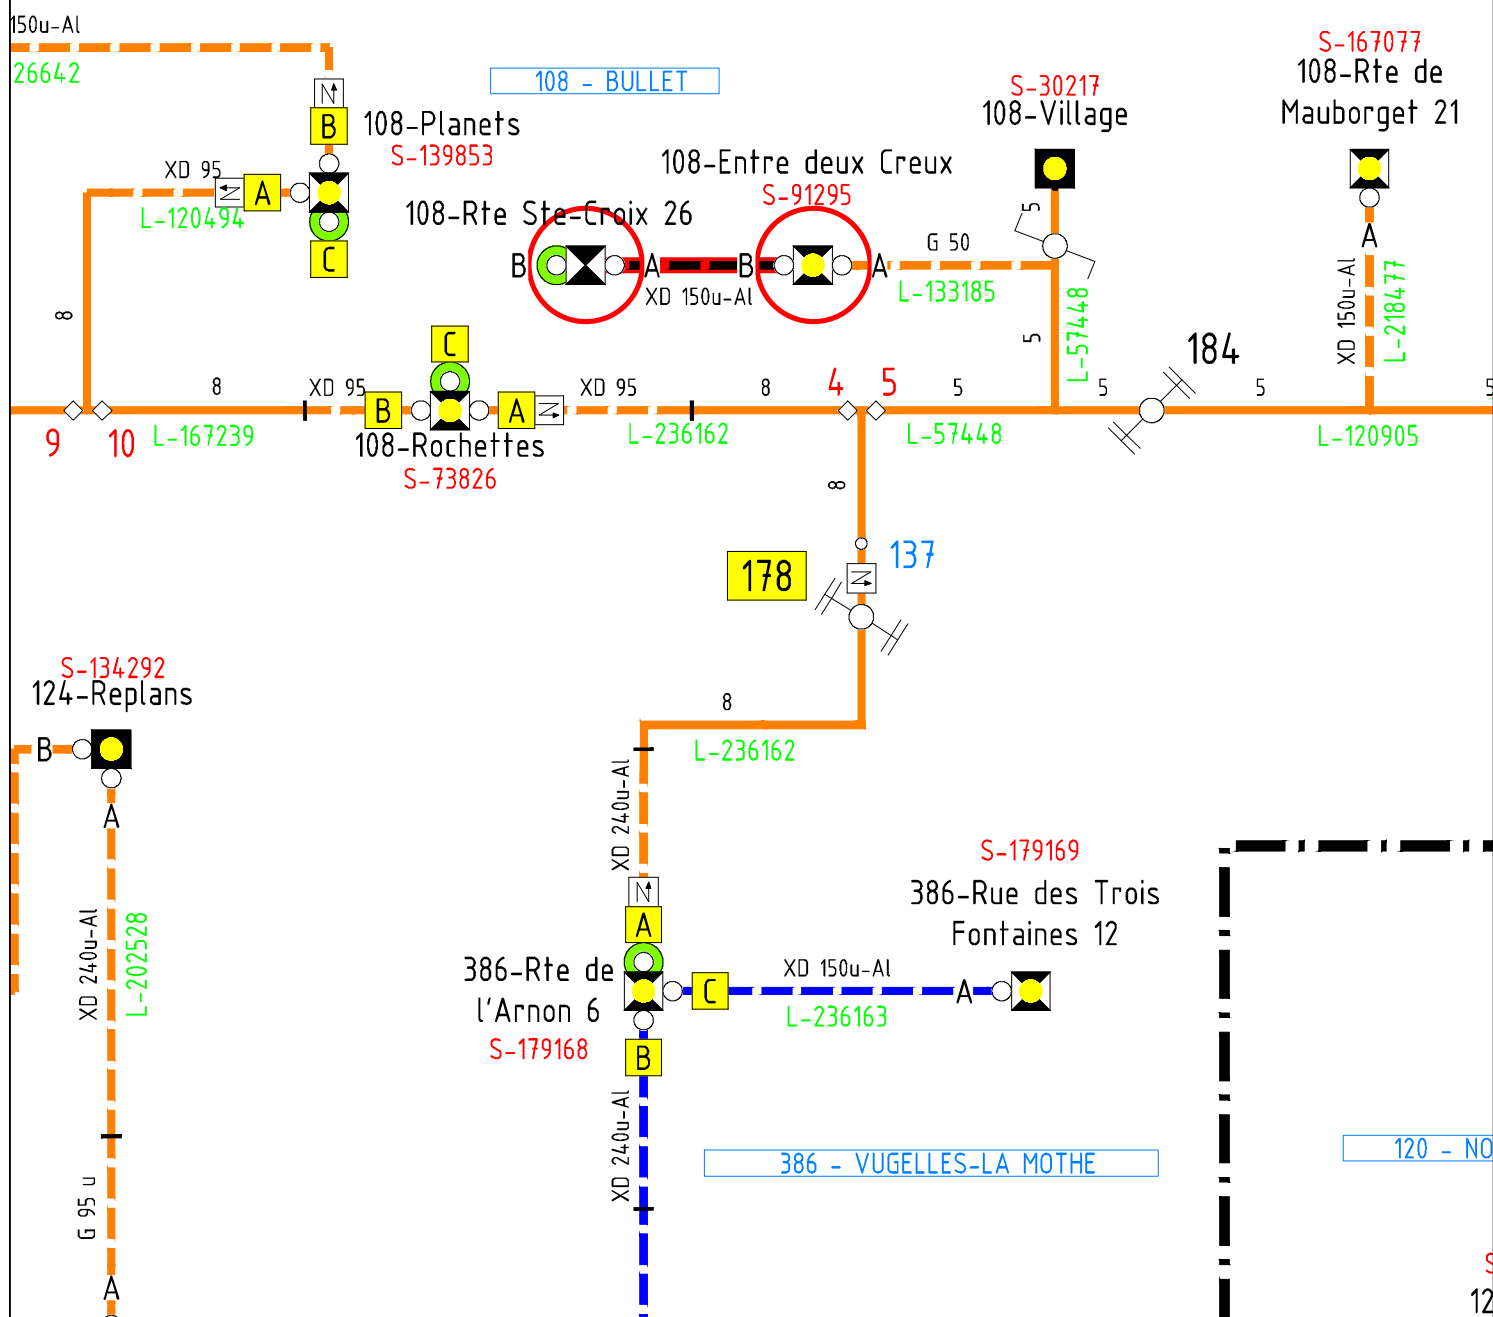 150u-Al
26642
108 - BULLET
S-167077
108-Rte de
Mauborget 21
S-30217
108-Village
B
108-Planets
S-139853
XD 95
A
L-120494
C
108-Entre deux Creux
S-91295
108-Rte Ste-Croix 26
B
A
B
A
XD 150u-Al
G 50
L-133185
5
5
L-57448
A
XD 150u-Al
L-218477
8
184
C
8
XD 95
B
A
XD 95
8
4
5
5
5
5
5
9
10
L-167239
108-Rochettes
S-73826
L-236162
L-57448
L-120905
8
137
178
S-134292
124-Replans
B
A
8
L-236162
XD 240u-Al
XD 240u-Al
L-202528
S-179169
386-Rue des Trois
Fontaines 12
A
386-Rte de
l'Arnon 6
S-179168
C
XD 150u-Al
A
L-236163
B
XD 240u-Al
386 - VUGELLES-LA MOTHE
120 - NO
G 95 u
A
S
12